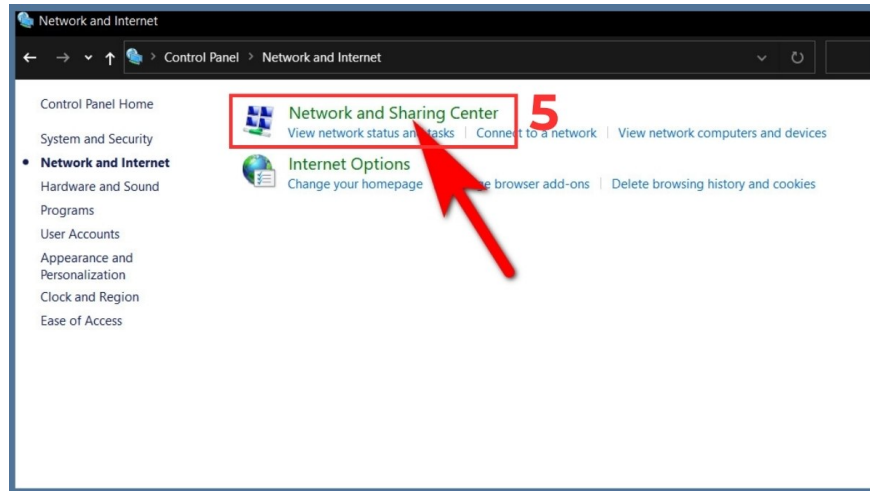 Network and Internet
Control Panel > Network and Internet
Control Panel Home
System and Security
Network and Internet
Hardware and Sound
Programs
User Accounts
Appearance and
Personalization
Clock and Region
Ease of Access
Network and Sharing Center
5
View network status and tasks | Connect to a network | View network computers and devices
Internet Options
Change your homepage | browser add-ons | Delete browsing history and cookies